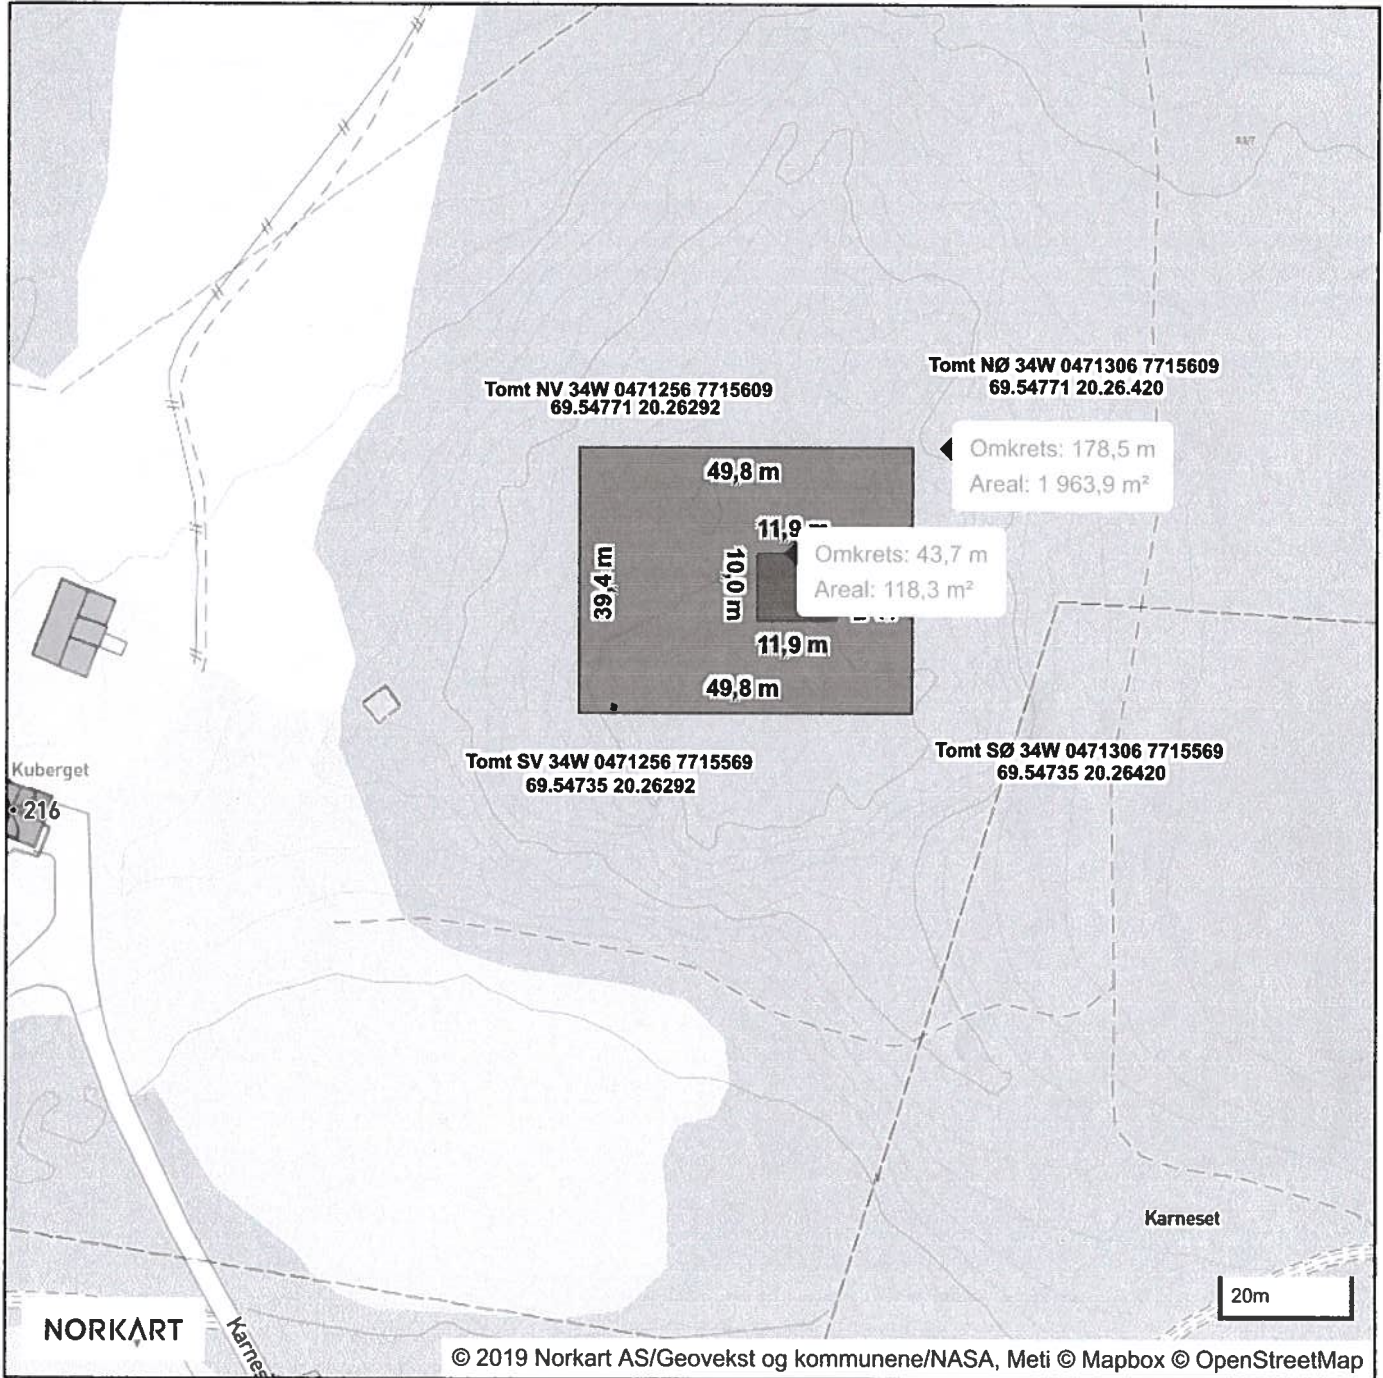 Tomt NØ 34W 0471306 7715609
69.54771 20.26.420
Tomt NV 34W 0471256 7715609
69.54771 20.26292
Omkrets: 178,5 m
Areal: 1 963,9 m²
49,8 m
11,9
Omkrets: 43,7 m
Areal: 118,3 m²
39,4 m
10,0 m
11,9 m
49,8 m
Tomt SØ 34W 0471306 7715569
69.54735 20.26420
Tomt SV 34W 0471256 7715569
69.54735 20.26292
Kuberget
216
Karneset
20m
NORKART
© 2019 Norkart AS/Geovekst og kommunene/NASA, Meti © Mapbox © OpenStreetMap